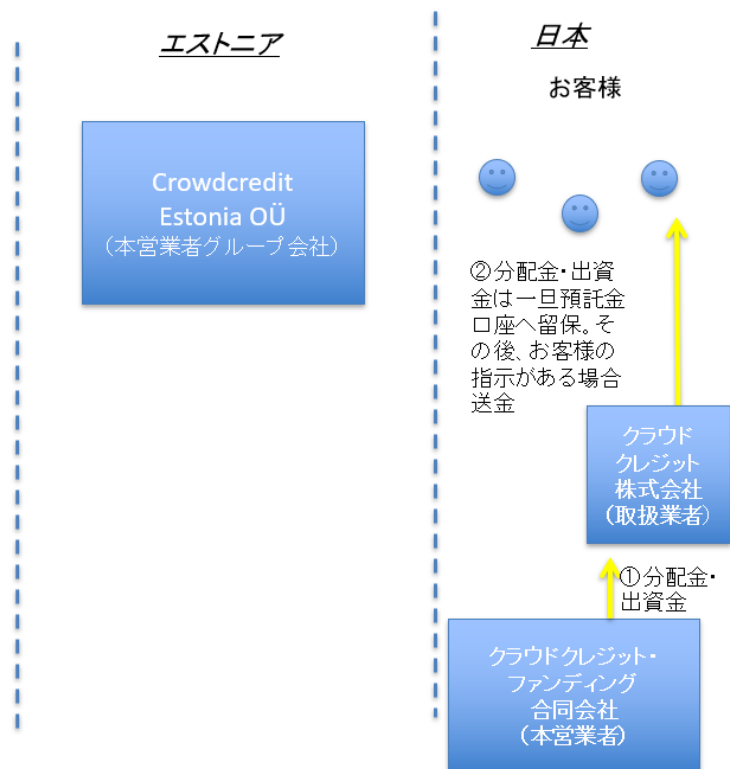 エストニア
日本
お客様
Crowdcredit
Estonia OÜ
（本営業者グループ会社）
②分配金・出資
金は一旦預託金
口座へ留保。そ
の後、お客様の
指示がある場合
送金
クラウド
クレジット
株式会社
（取扱業者）
①分配金・
出資金
クラウドクレジット・
ファンディング
合同会社
（本営業者）